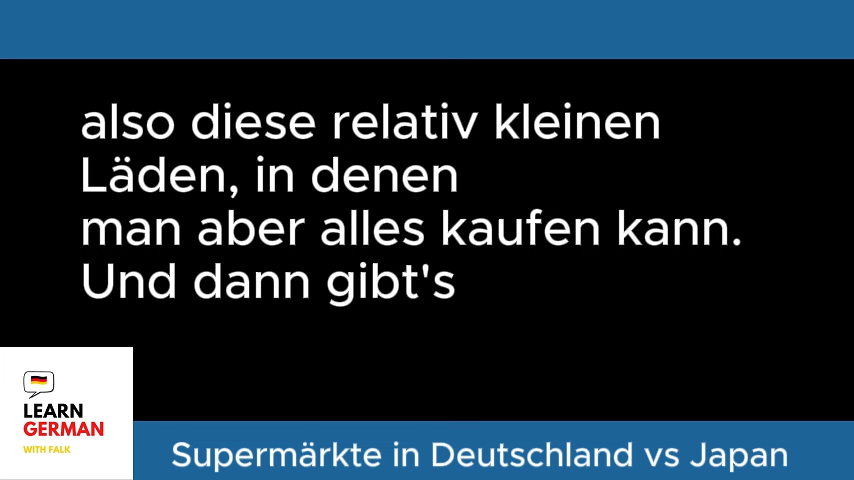 also diese relativ kleinen
Läden, in denen
man aber alles kaufen kann.
Und dann gibt's
LEARN
GERMAN
WITH FALK
Supermärkte in Deutschland vs Japan